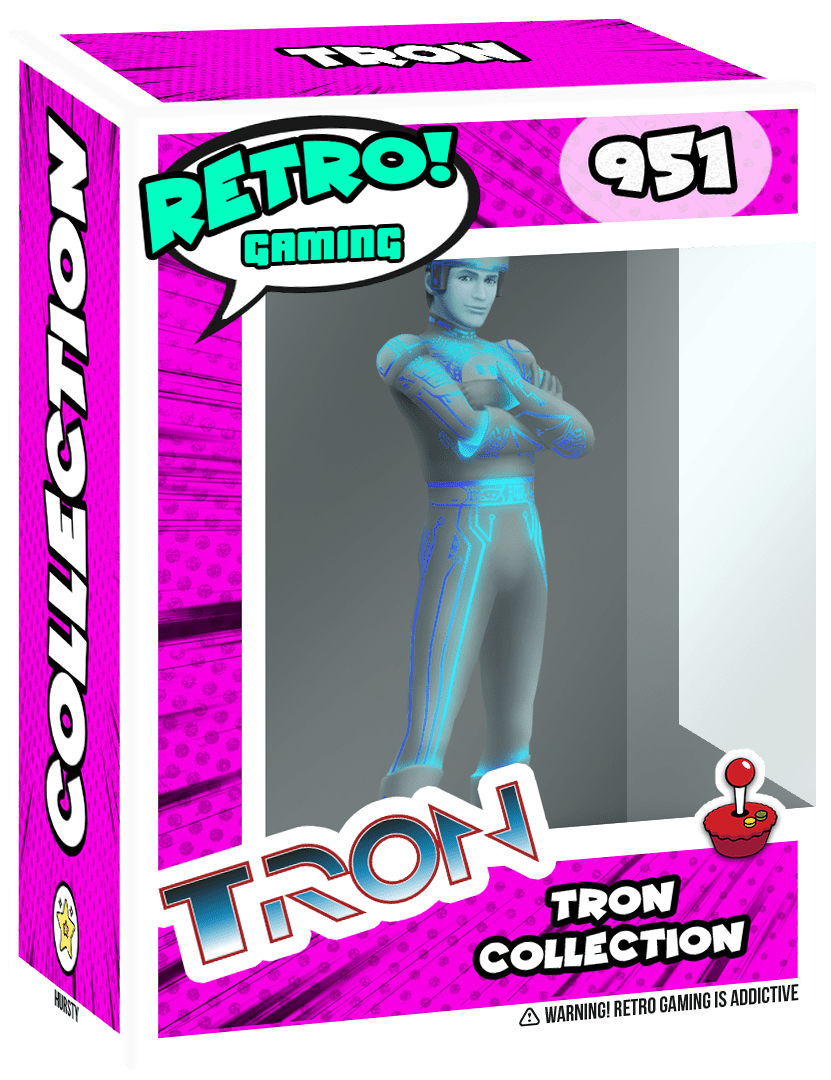 TRON
RETRO!
GAMING
951
COLLECTION
TRON
TRON
COLLECTION
WARNING! RETRO GAMING IS ADDICTIVE
HURSTY